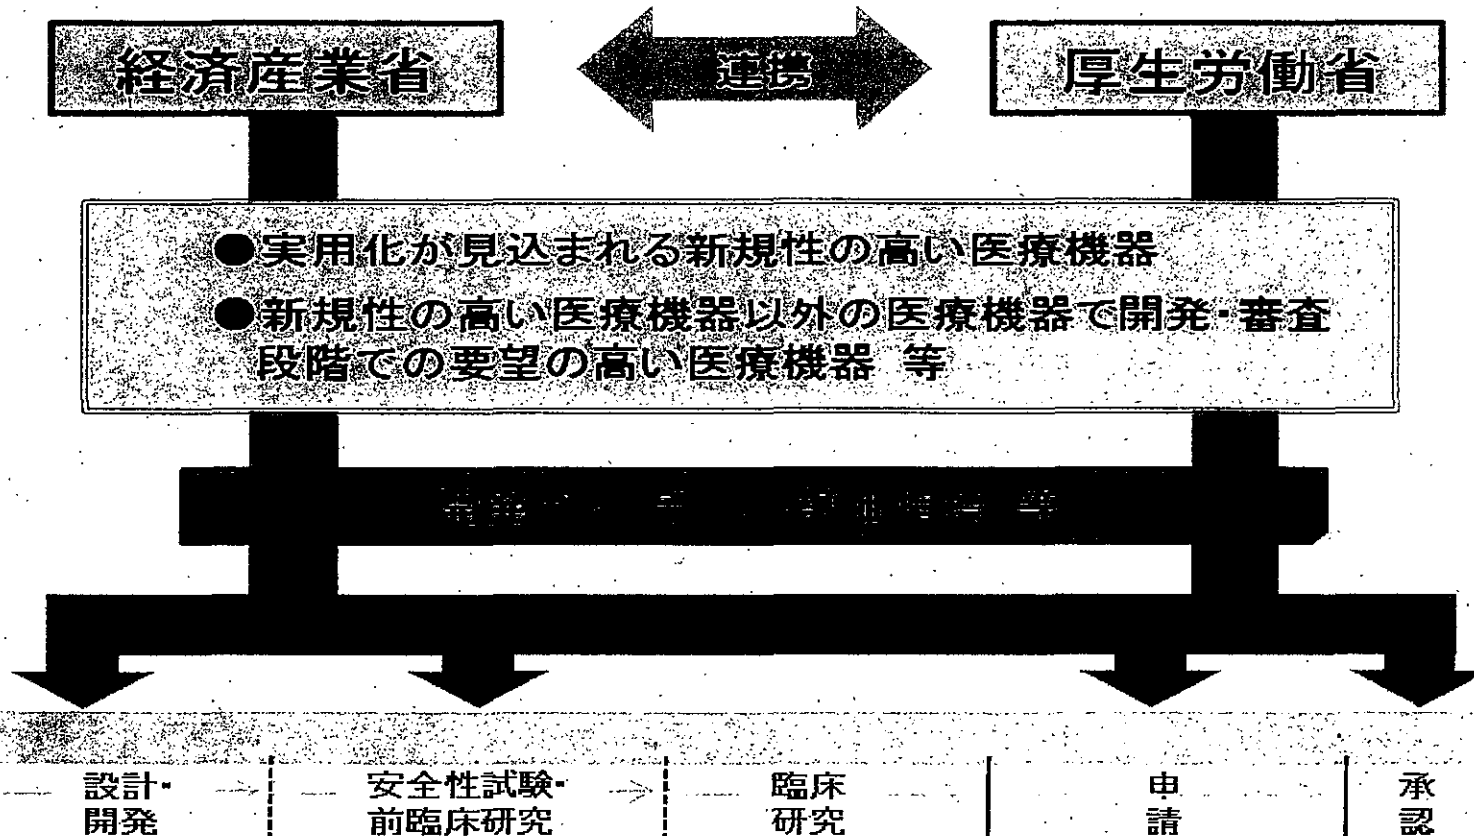 経済産業省
連携
厚生労働省
●実用化が見込まれる新規性の高い医療機器
●新規性の高い医療機器以外の医療機器で開発・審査
段階での要望の高い医療機器 等
設計・
開発
安全性試験・
前臨床研究
臨床
研究
申
請
承
認